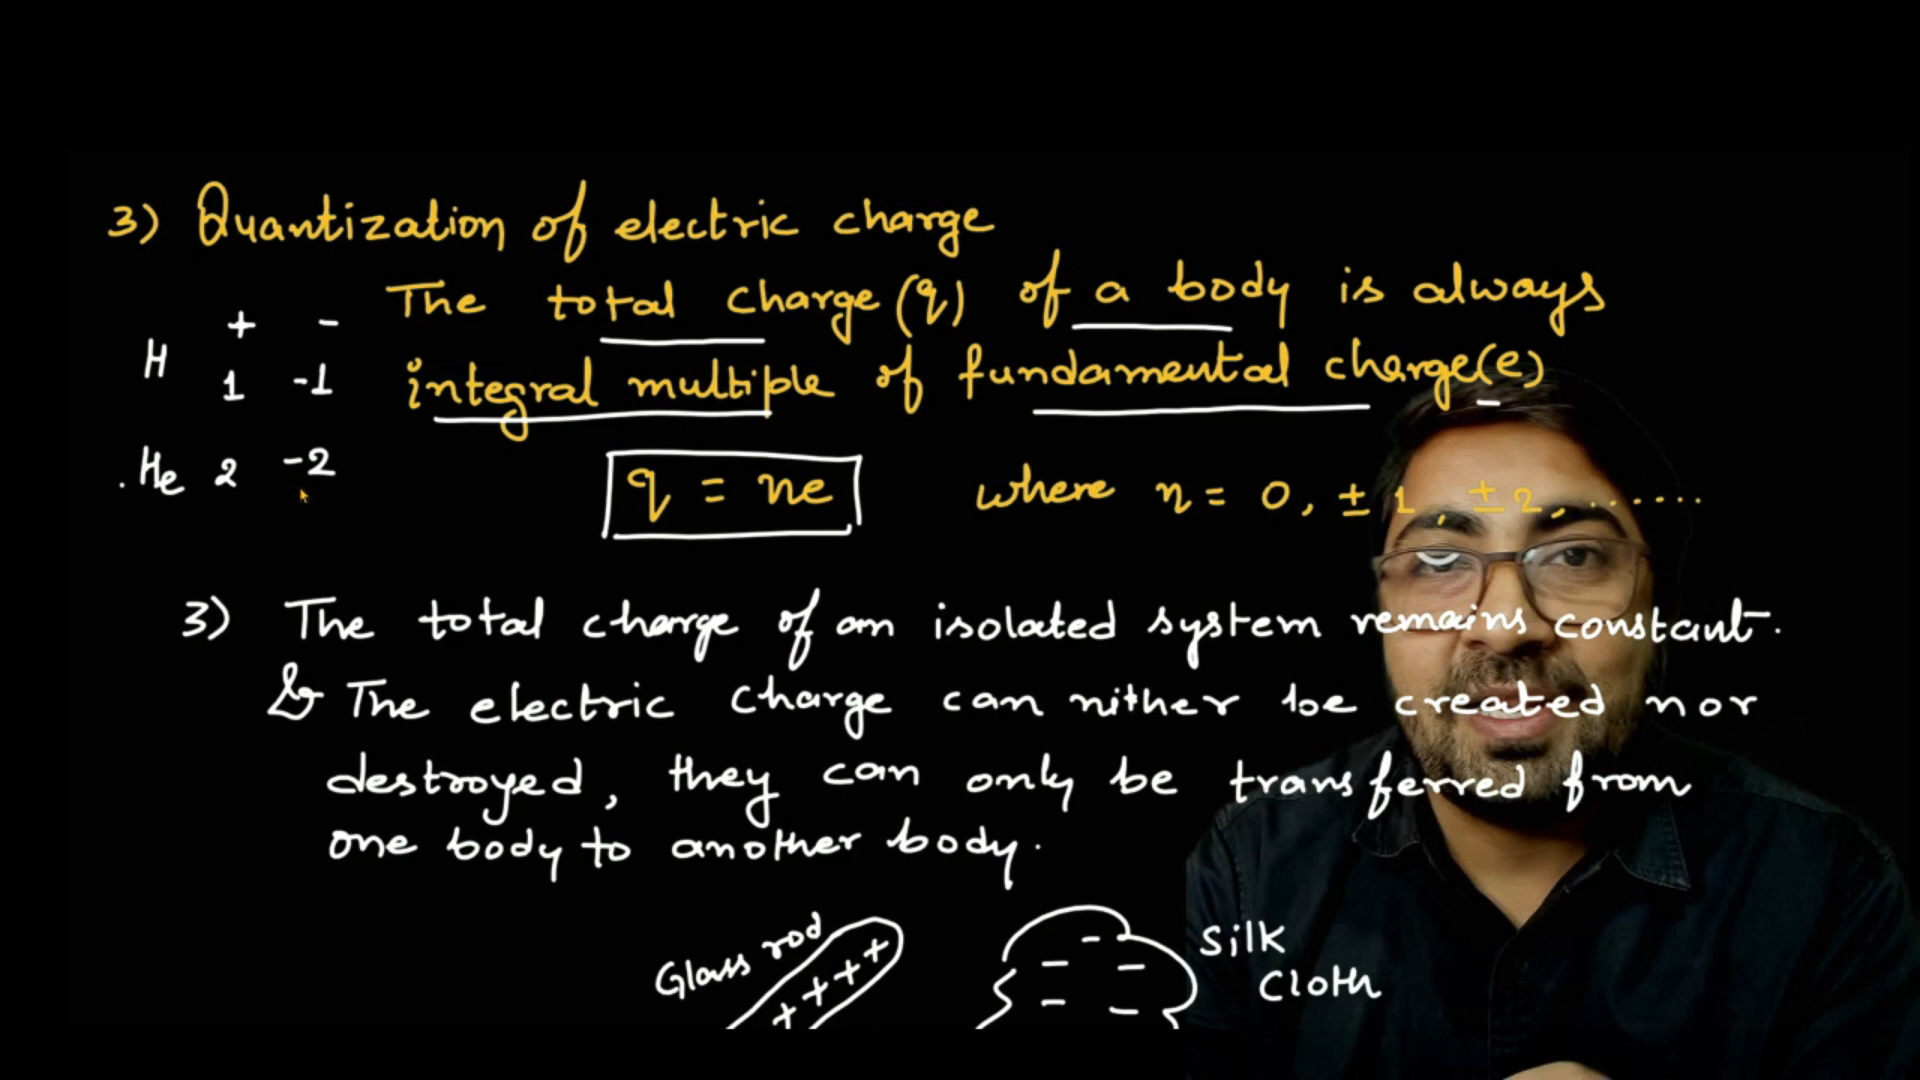 3) Quantization of electric charge
The total charge (q) of a body is always
integral multiple of fundamental charge(e)
+ -
H 1 -1
.He 2 -2
q = ne where n = 0, ± 1, ± 2, .......
3) The total charge of an isolated system remains constant.
& The electric charge can nither be created nor
destroyed, they can only be transferred from
one body to another body.
Glass rod
+ + + +
Silk
Cloth
- - - - -